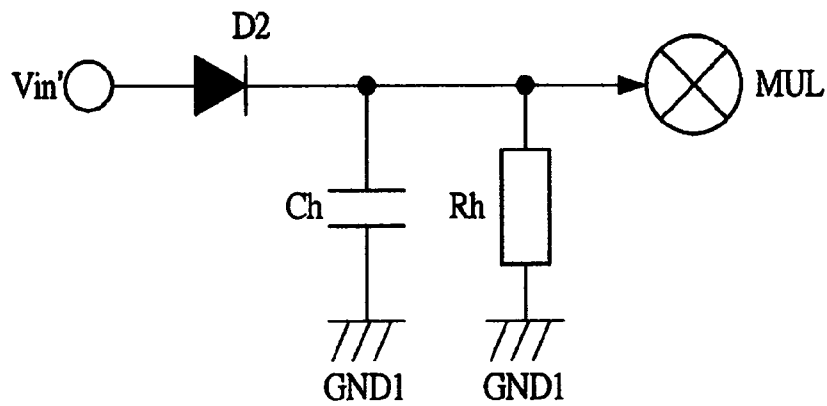 D2
Vin'
MUL
Ch
Rh
GND1
GND1